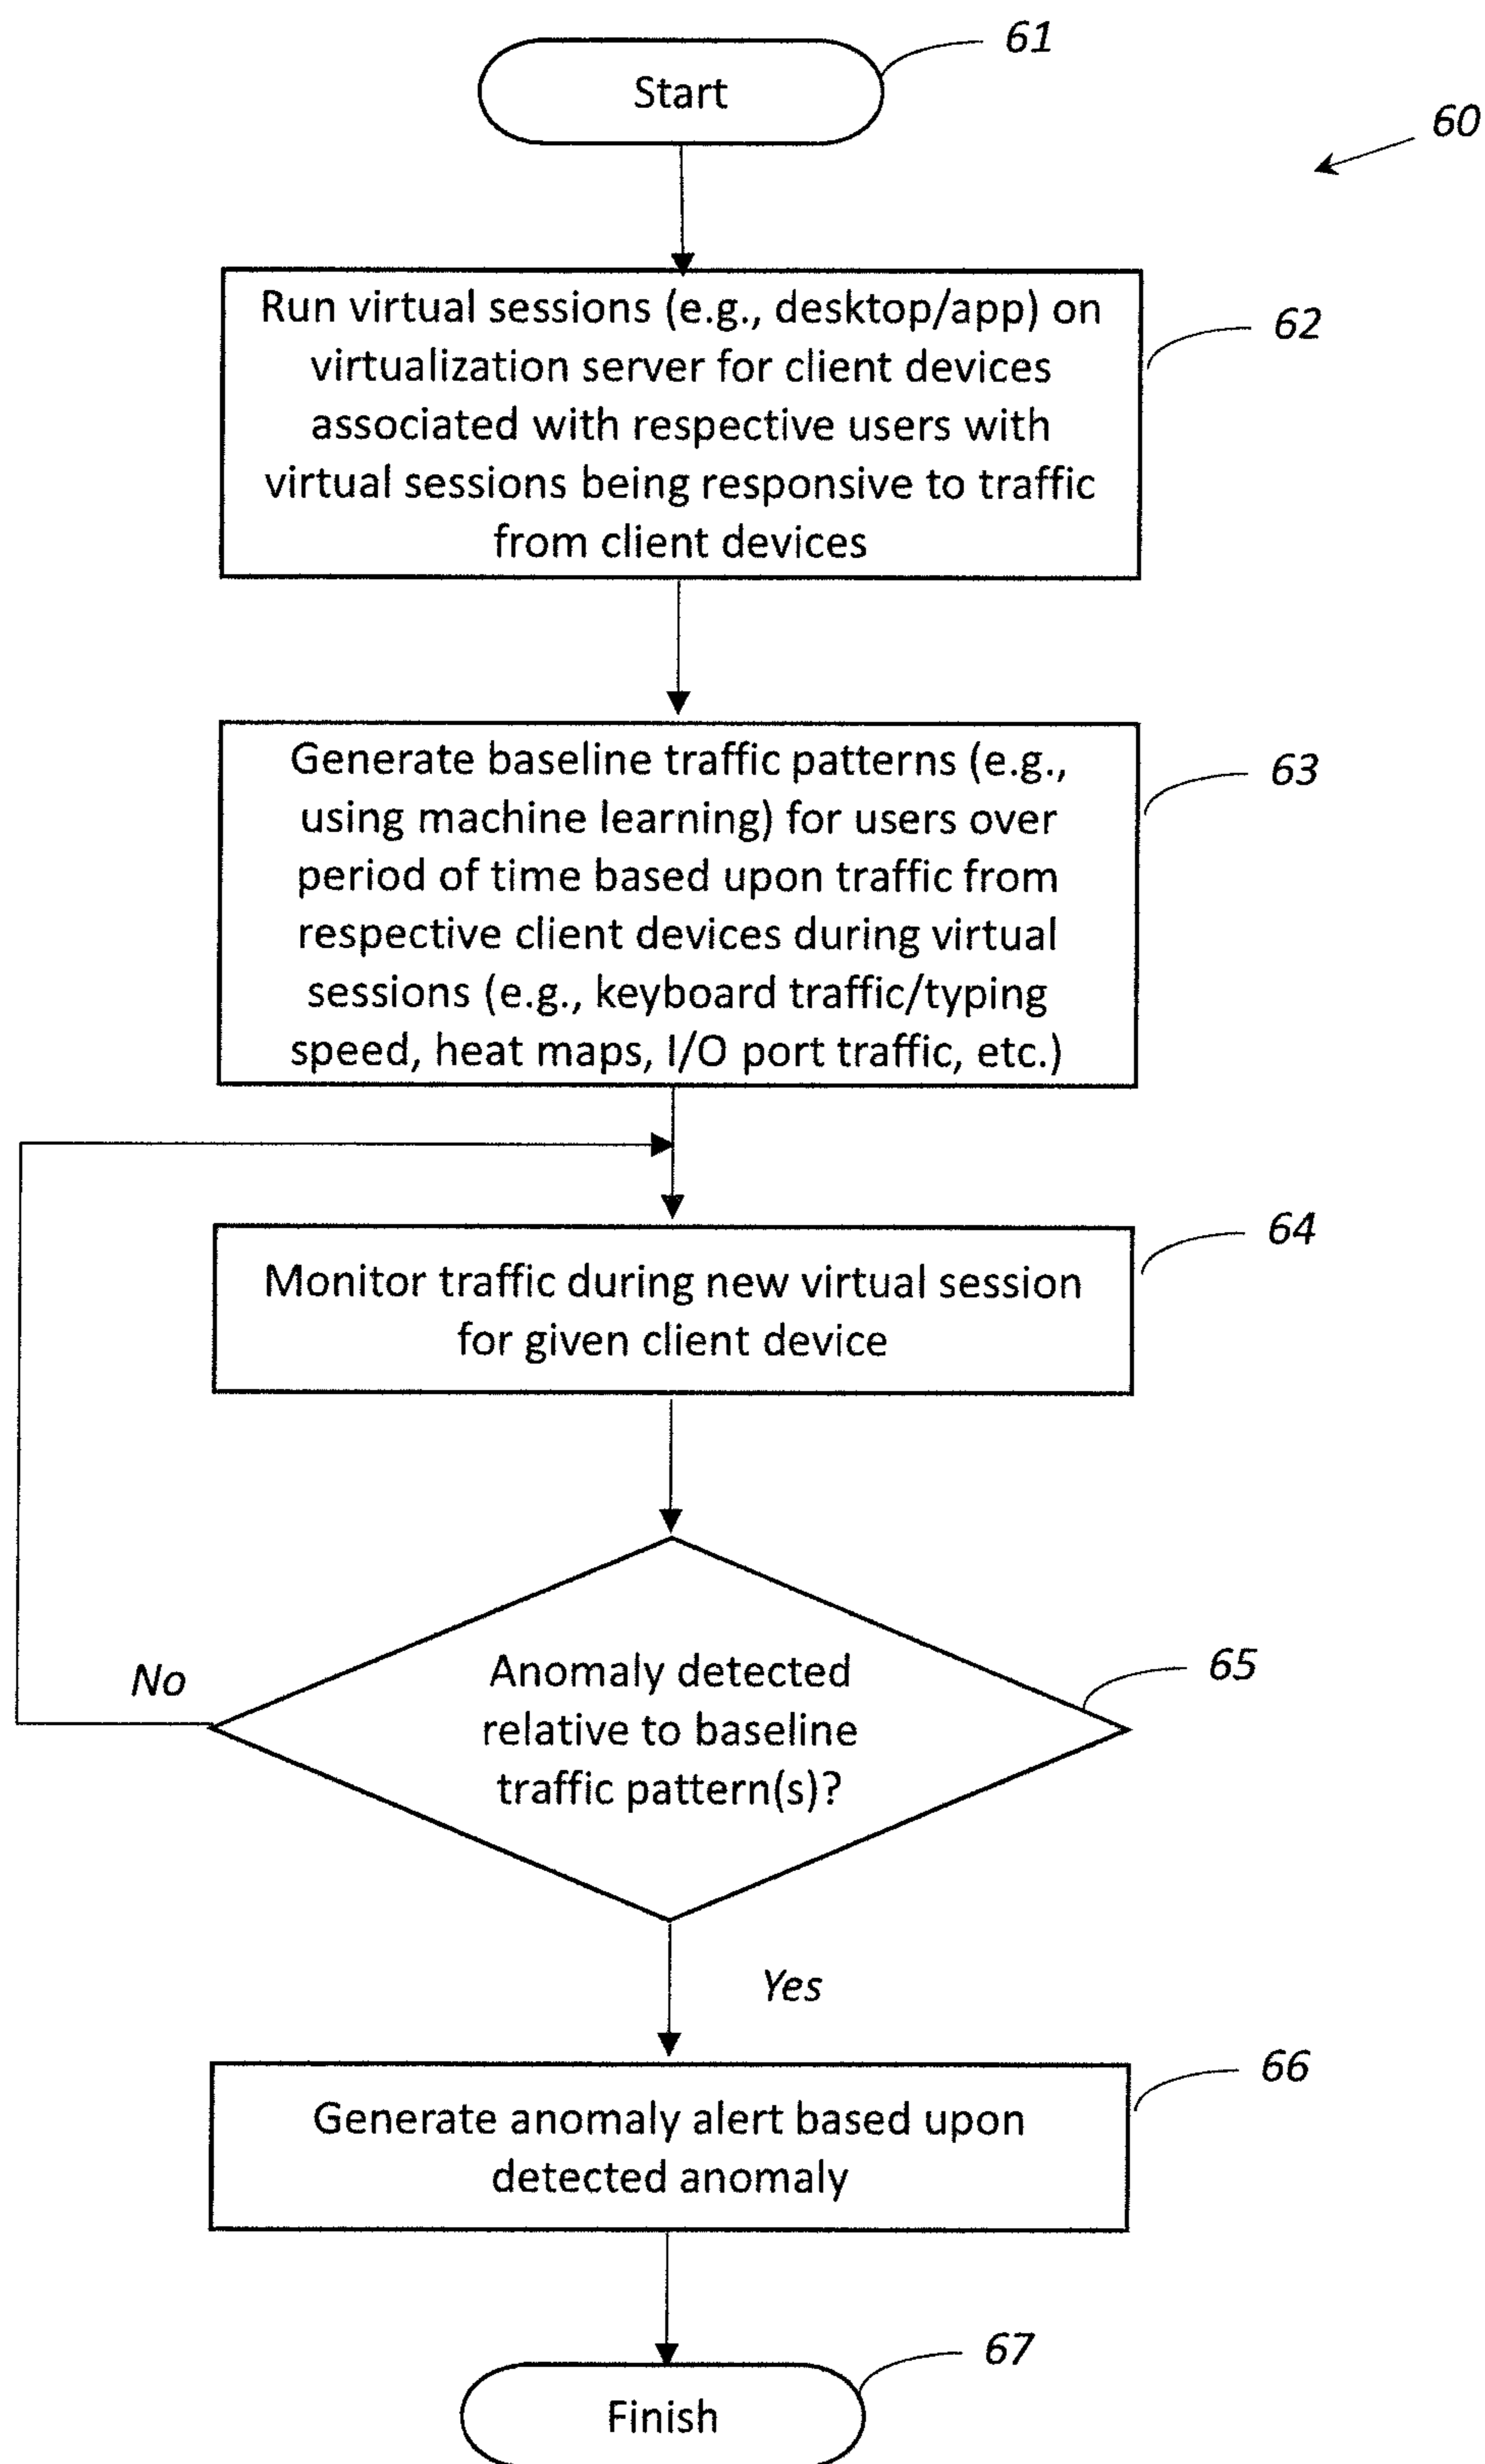 61
Start
60
Run virtual sessions (e.g., desktop/app) on
virtualization server for client devices
associated with respective users with
virtual sessions being responsive to traffic
from client devices
62
Generate baseline traffic patterns (e.g.,
using machine learning) for users over
period of time based upon traffic from
respective client devices during virtual
sessions (e.g., keyboard traffic/typing
speed, heat maps, I/O port traffic, etc.)
63
Monitor traffic during new virtual session
for given client device
64
Anomaly detected
relative to baseline
traffic pattern(s)?
65
No
Yes
Generate anomaly alert based upon
detected anomaly
66
67
Finish